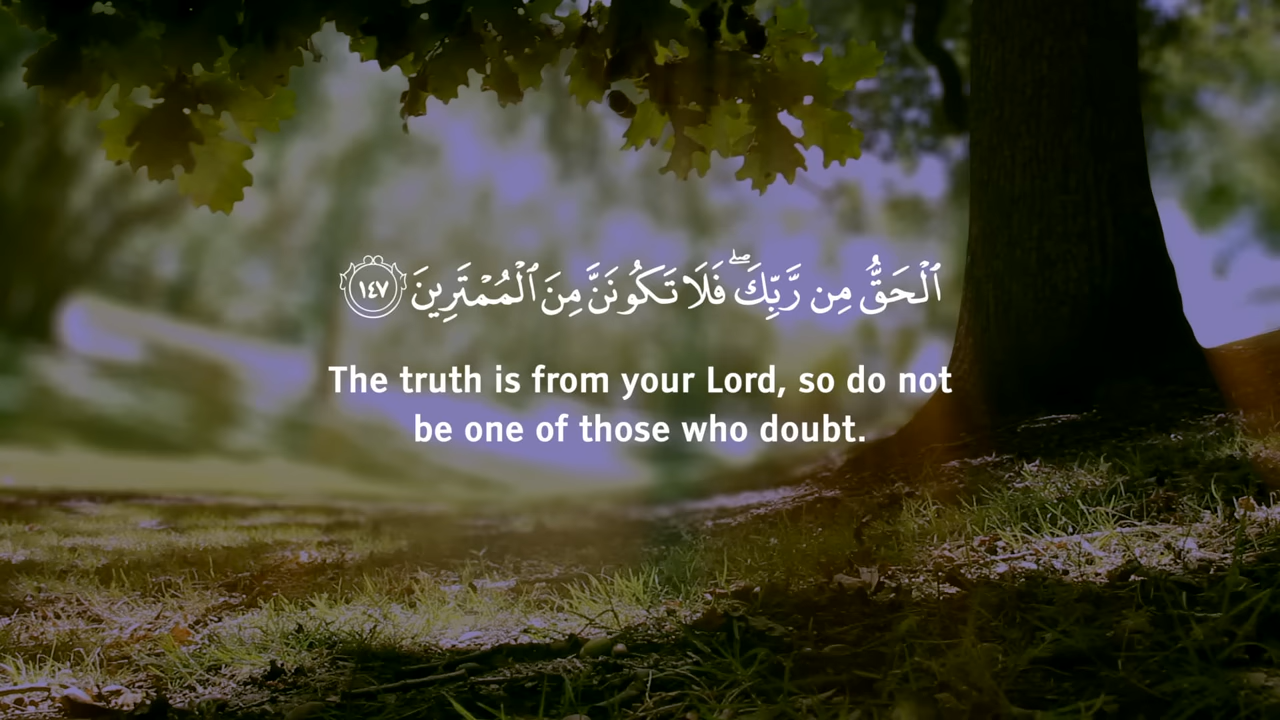 ٱلْحَقُّ مِن رَّبِّكَ ۖ فَلَا تَكُونَنَّ مِنَ ٱلْمُمْتَرِينَ ١٤٧
The truth is from your Lord, so do not
be one of those who doubt.